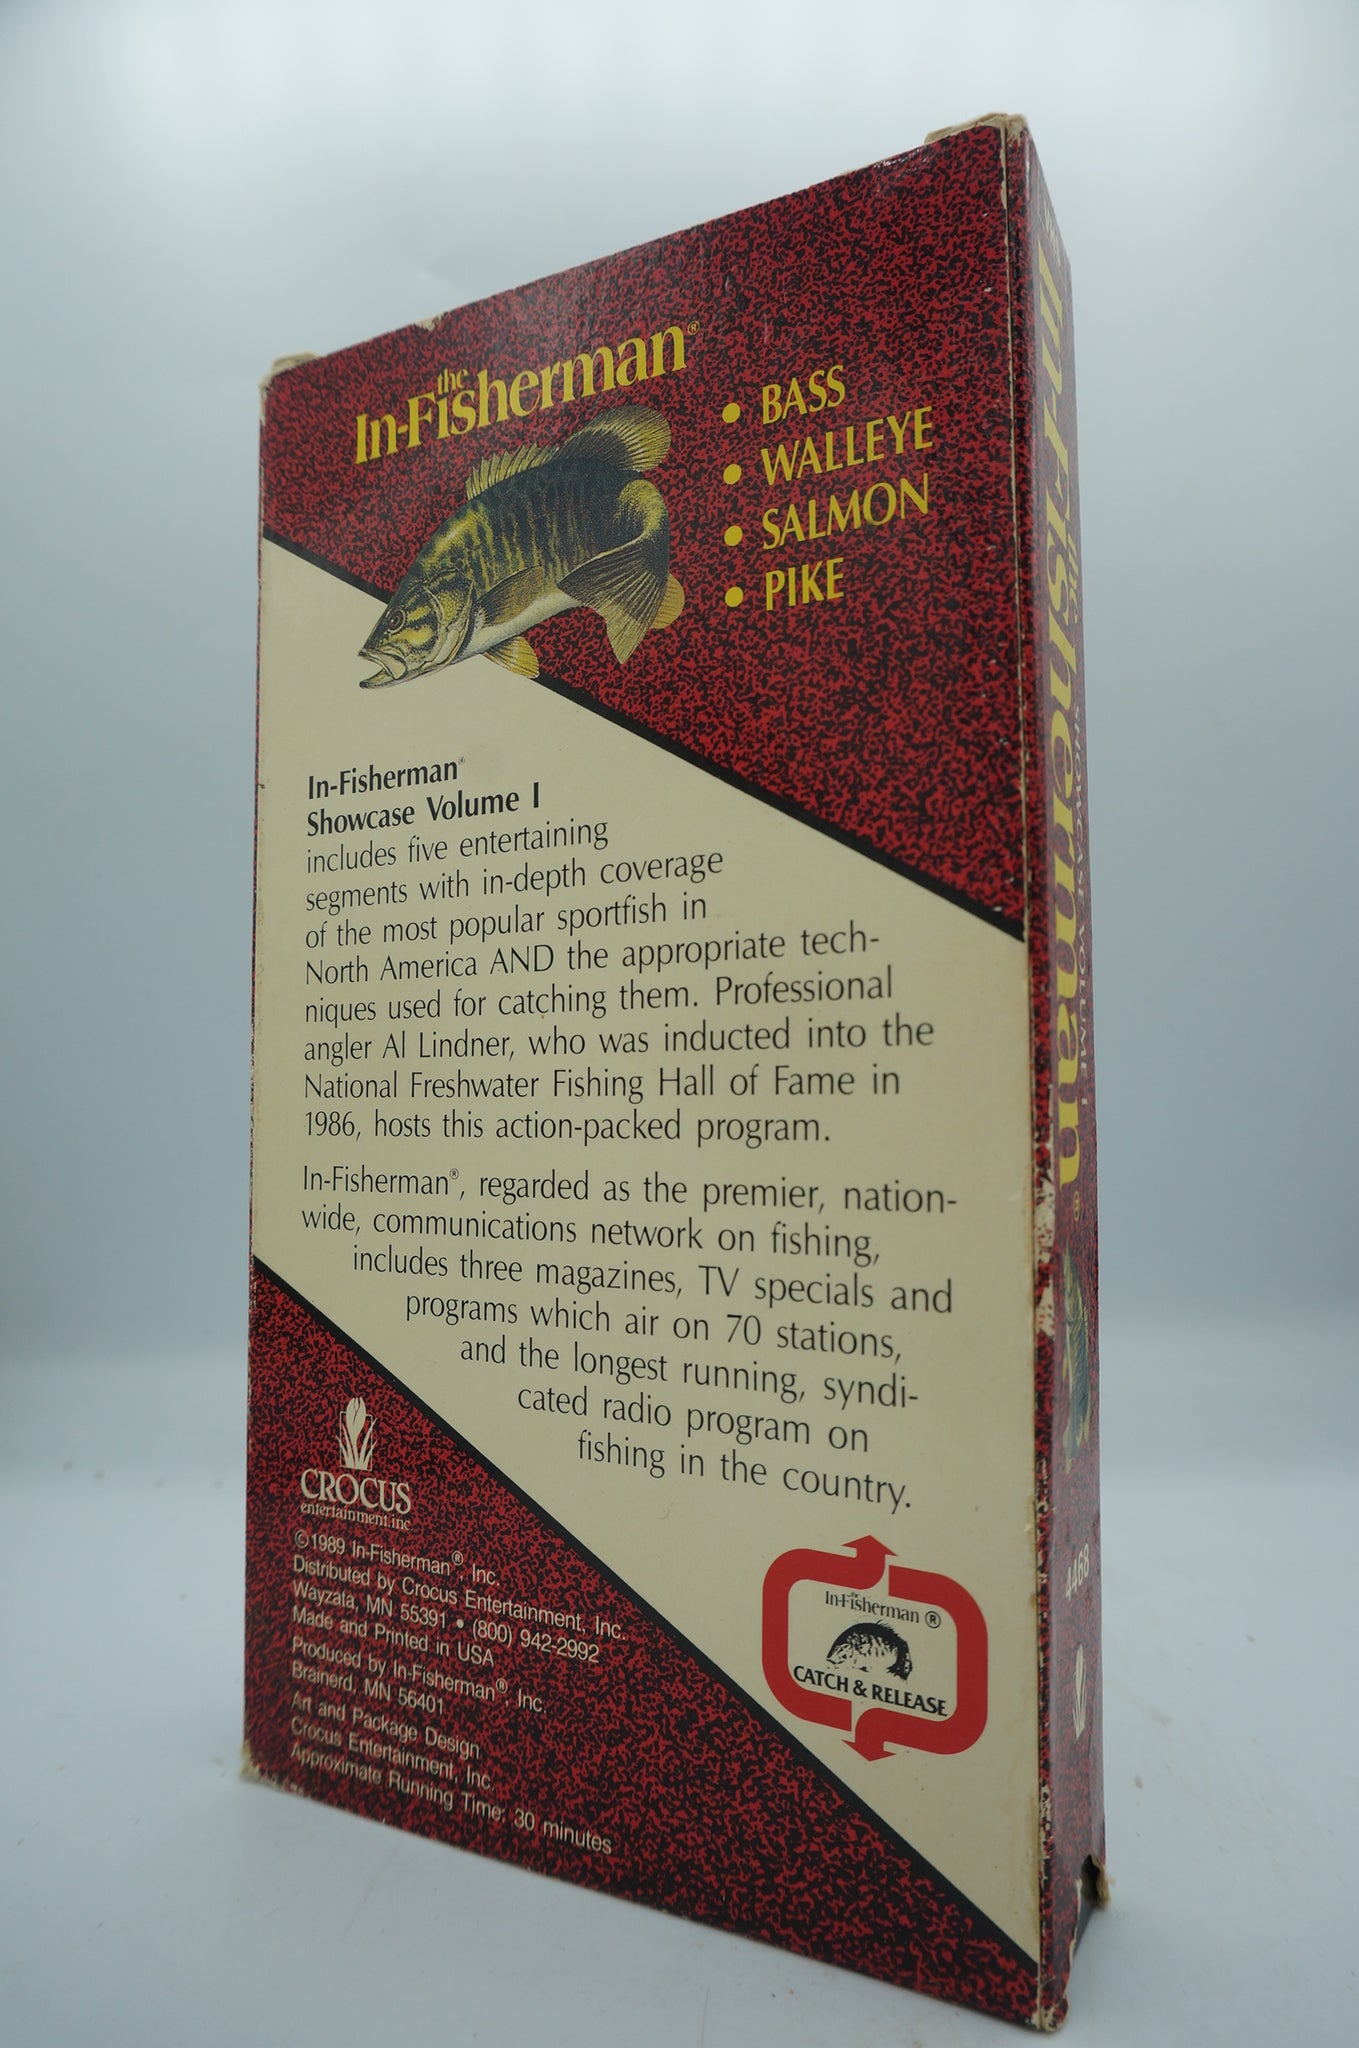 the
In-Fisherman®
• BASS
• WALLEYE
• SALMON
• PIKE
In-Fisherman®
Showcase Volume I
includes five entertaining
segments with in-depth coverage
of the most popular sportfish in
North America AND the appropriate tech-
niques used for catching them. Professional
angler Al Lindner, who was inducted into the
National Freshwater Fishing Hall of Fame in
1986, hosts this action-packed program.
In-Fisherman®, regarded as the premier, nation-
wide, communications network on fishing,
includes three magazines, TV specials and
programs which air on 70 stations,
and the longest running, syndi-
cated radio program on
fishing in the country.
CROCUS
entertainment.inc.
©1989 In-Fisherman®, Inc.
Distributed by Crocus Entertainment, Inc.
Wayzata, MN 55391 • (800) 942-2992
Made and Printed in USA
Produced by In-Fisherman®, Inc.
Brainerd, MN 56401
Art and Package Design
Crocus Entertainment, Inc.
Approximate Running Time: 30 minutes
the
In-Fisherman ®
CATCH & RELEASE
the
In-Fisherman®
SHOWCASE VOLUME I
4468